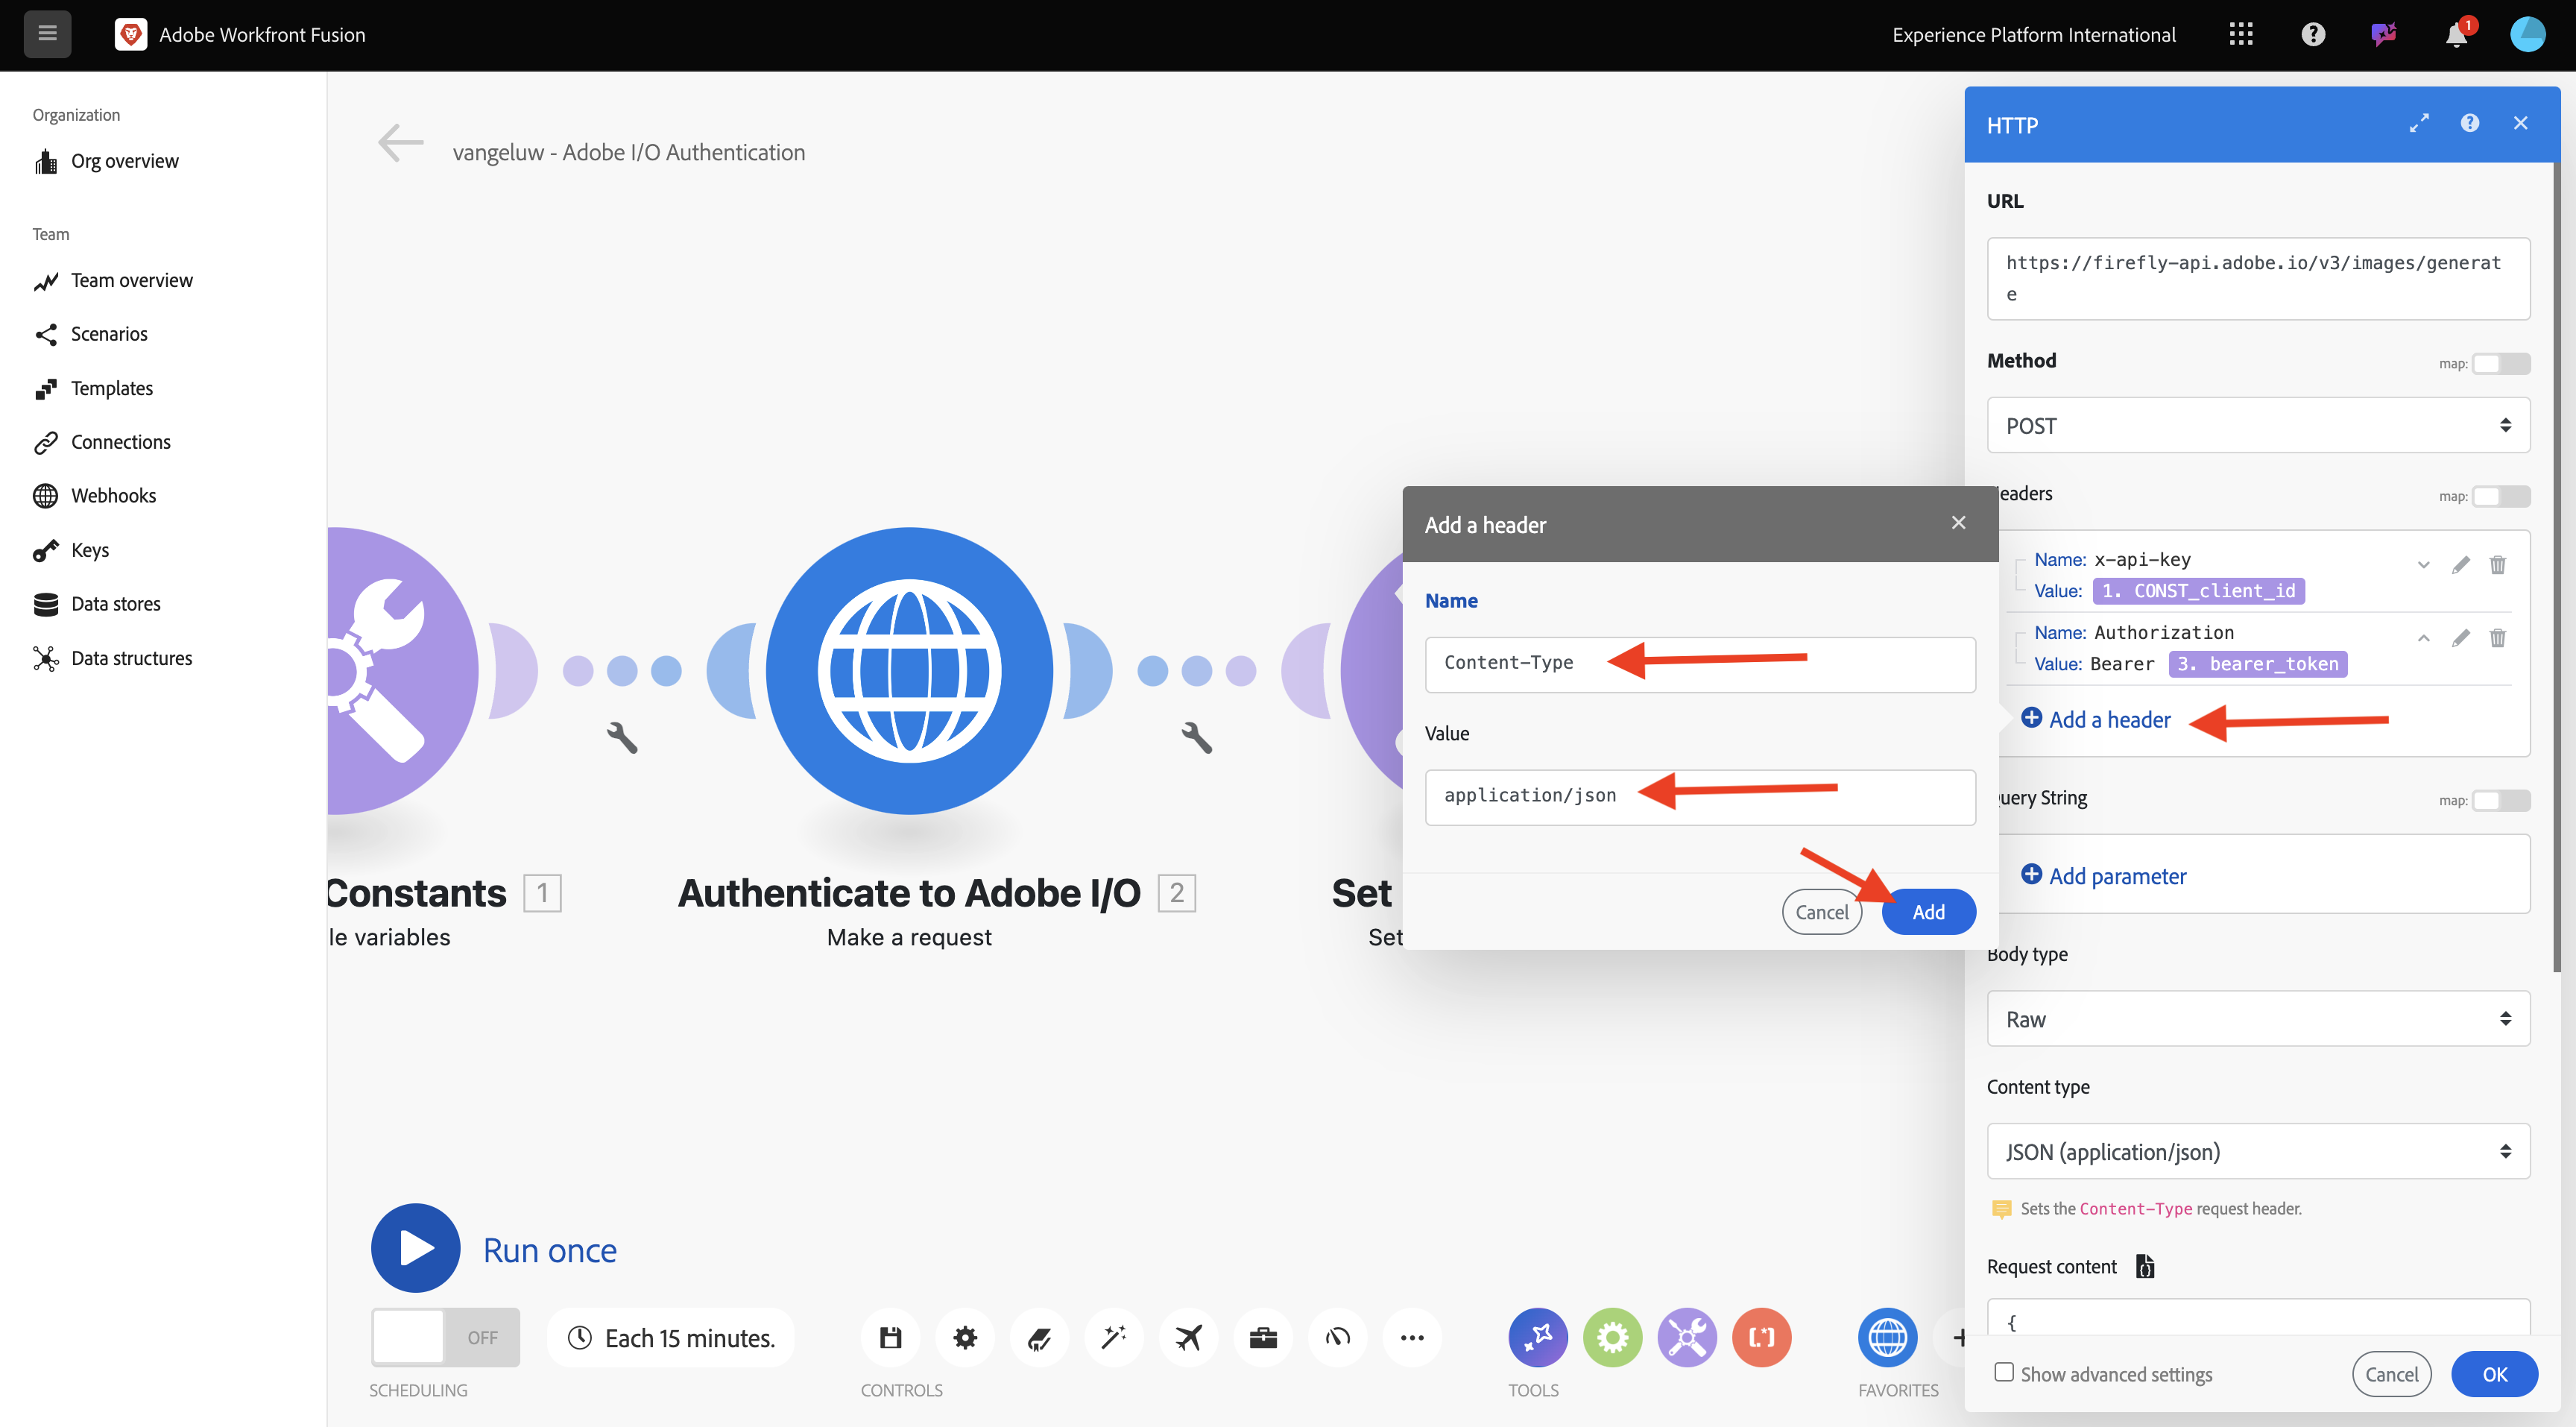 Adobe Workfront Fusion
Experience Platform International
1
Organization
Org overview
Team
Team overview
Scenarios
Templates
Connections
Webhooks
Keys
Data stores
Data structures
vangeluw - Adobe I/O Authentication
Constants 1
le variables
Authenticate to Adobe I/O 2
Make a request
Set
Set
Run once
OFF
Each 15 minutes.
SCHEDULING
CONTROLS
TOOLS
FAVORITES
Add a header
Name
Content-Type
Value
application/json
Cancel
Add
HTTP
URL
https://firefly-api.adobe.io/v3/images/generat
e
Method
map:
POST
eaders
map:
Name: x-api-key
Value: 1. CONST_client_id
Name: Authorization
Value: Bearer 3. bearer_token
Add a header
uery String
map:
Add parameter
Body type
Raw
Content type
JSON (application/json)
Sets the Content-Type request header.
Request content
{
Show advanced settings
Cancel
OK